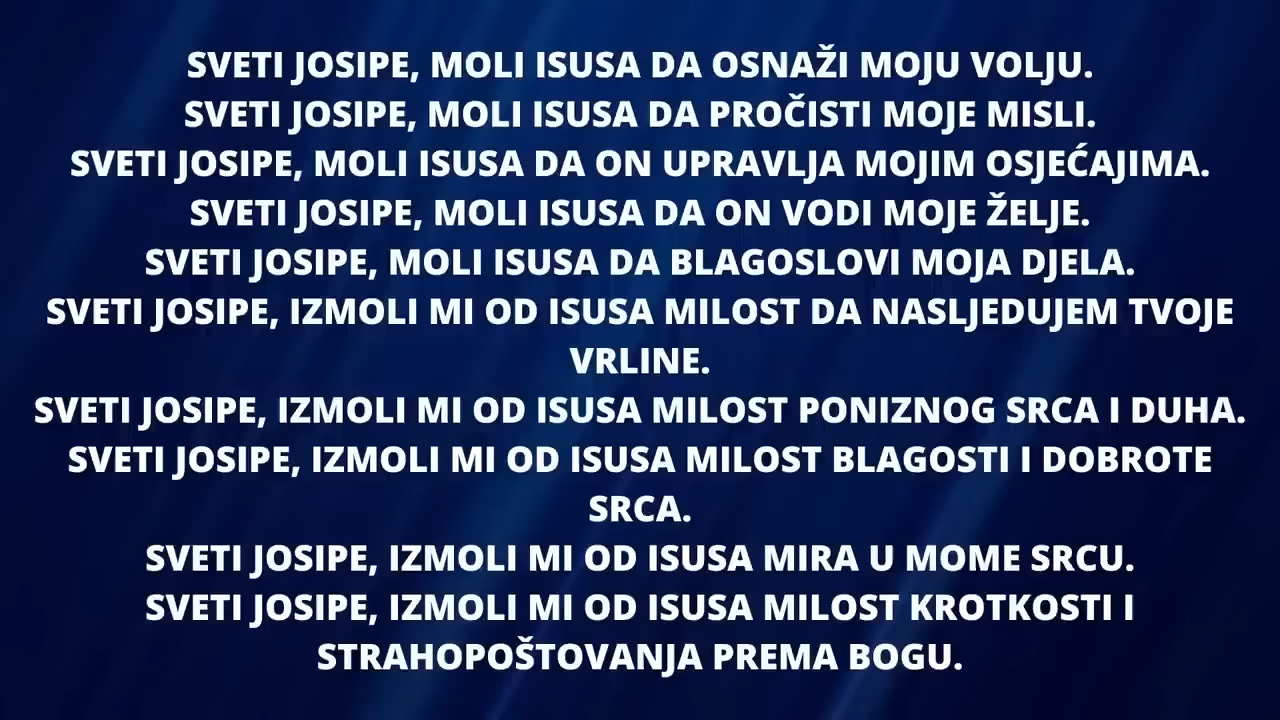 SVETI JOSIPE, MOLI ISUSA DA OSNAŽI MOJU VOLJU.
SVETI JOSIPE, MOLI ISUSA DA PROČISTI MOJE MISLI.
SVETI JOSIPE, MOLI ISUSA DA ON UPRAVLJA MOJIM OSJEĆAJIMA.
SVETI JOSIPE, MOLI ISUSA DA ON VODI MOJE ŽELJE.
SVETI JOSIPE, MOLI ISUSA DA BLAGOSLOVI MOJA DJELA.
SVETI JOSIPE, IZMOLI MI OD ISUSA MILOST DA NASLJEDUJEM TVOJE
VRLINE.
SVETI JOSIPE, IZMOLI MI OD ISUSA MILOST PONIZNOG SRCA I DUHA.
SVETI JOSIPE, IZMOLI MI OD ISUSA MILOST BLAGOSTI I DOBROTE
SRCA.
SVETI JOSIPE, IZMOLI MI OD ISUSA MIRA U MOME SRCU.
SVETI JOSIPE, IZMOLI MI OD ISUSA MILOST KROTKOSTI I
STRAHOPOŠTOVANJA PREMA BOGU.